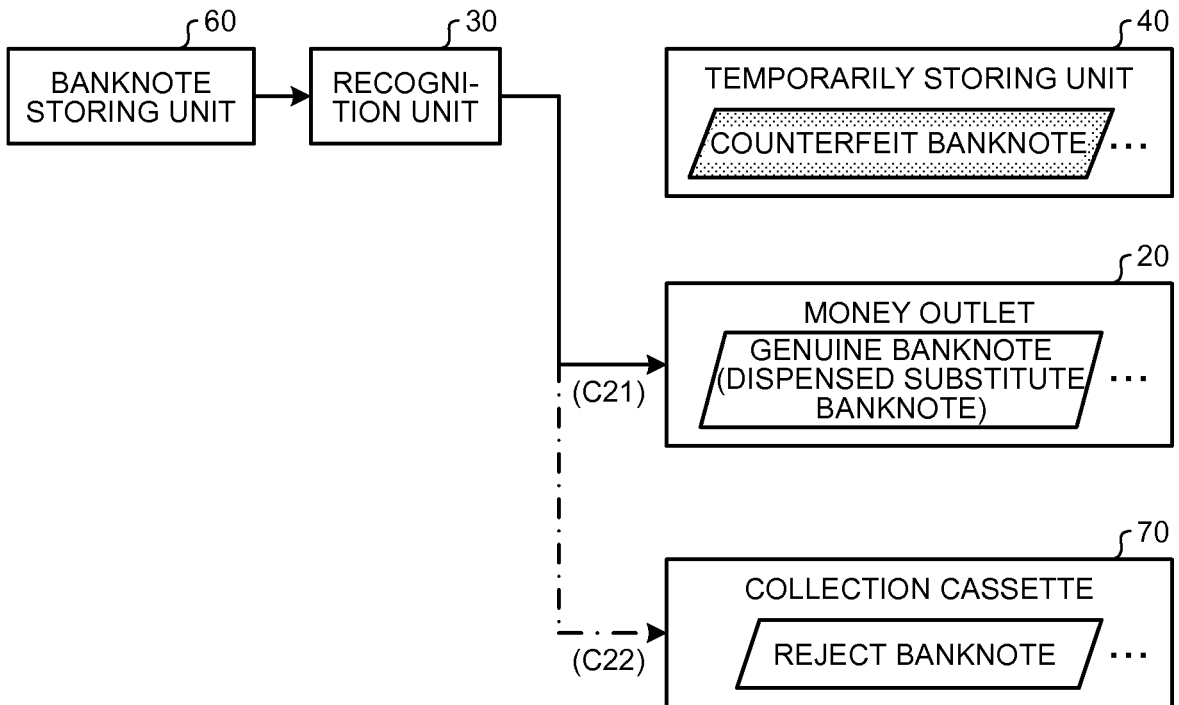 60
BANKNOTE
STORING UNIT
30
RECOGNI-
TION UNIT
40
TEMPORARILY STORING UNIT
COUNTERFEIT BANKNOTE ...
20
MONEY OUTLET
GENUINE BANKNOTE
(DISPENSED SUBSTITUTE ...
BANKNOTE)
(C21)
70
COLLECTION CASSETTE
REJECT BANKNOTE ...
(C22)